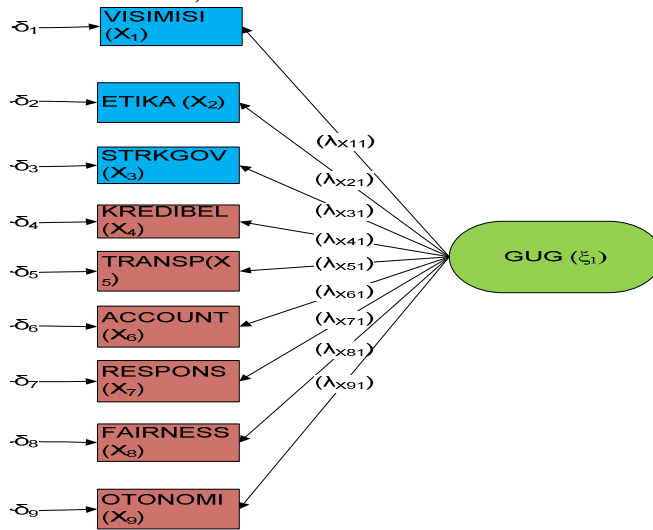 δ₁
VISIMISI
(X₁)
δ₂
ETIKA (X₂)
δ₃
STRKGOV
(X₃)
δ₄
KREDIBEL
(X₄)
δ₅
TRANSP(X
₅)
δ₆
ACCOUNT
(X₆)
δ₇
RESPONS
(X₇)
δ₈
FAIRNESS
(X₈)
δ₉
OTONOMI
(X₉)
(λX11)
(λX21)
(λX31)
(λX41)
(λX51)
(λX61)
(λX71)
(λX81)
(λX91)
GUG (ξ₁)